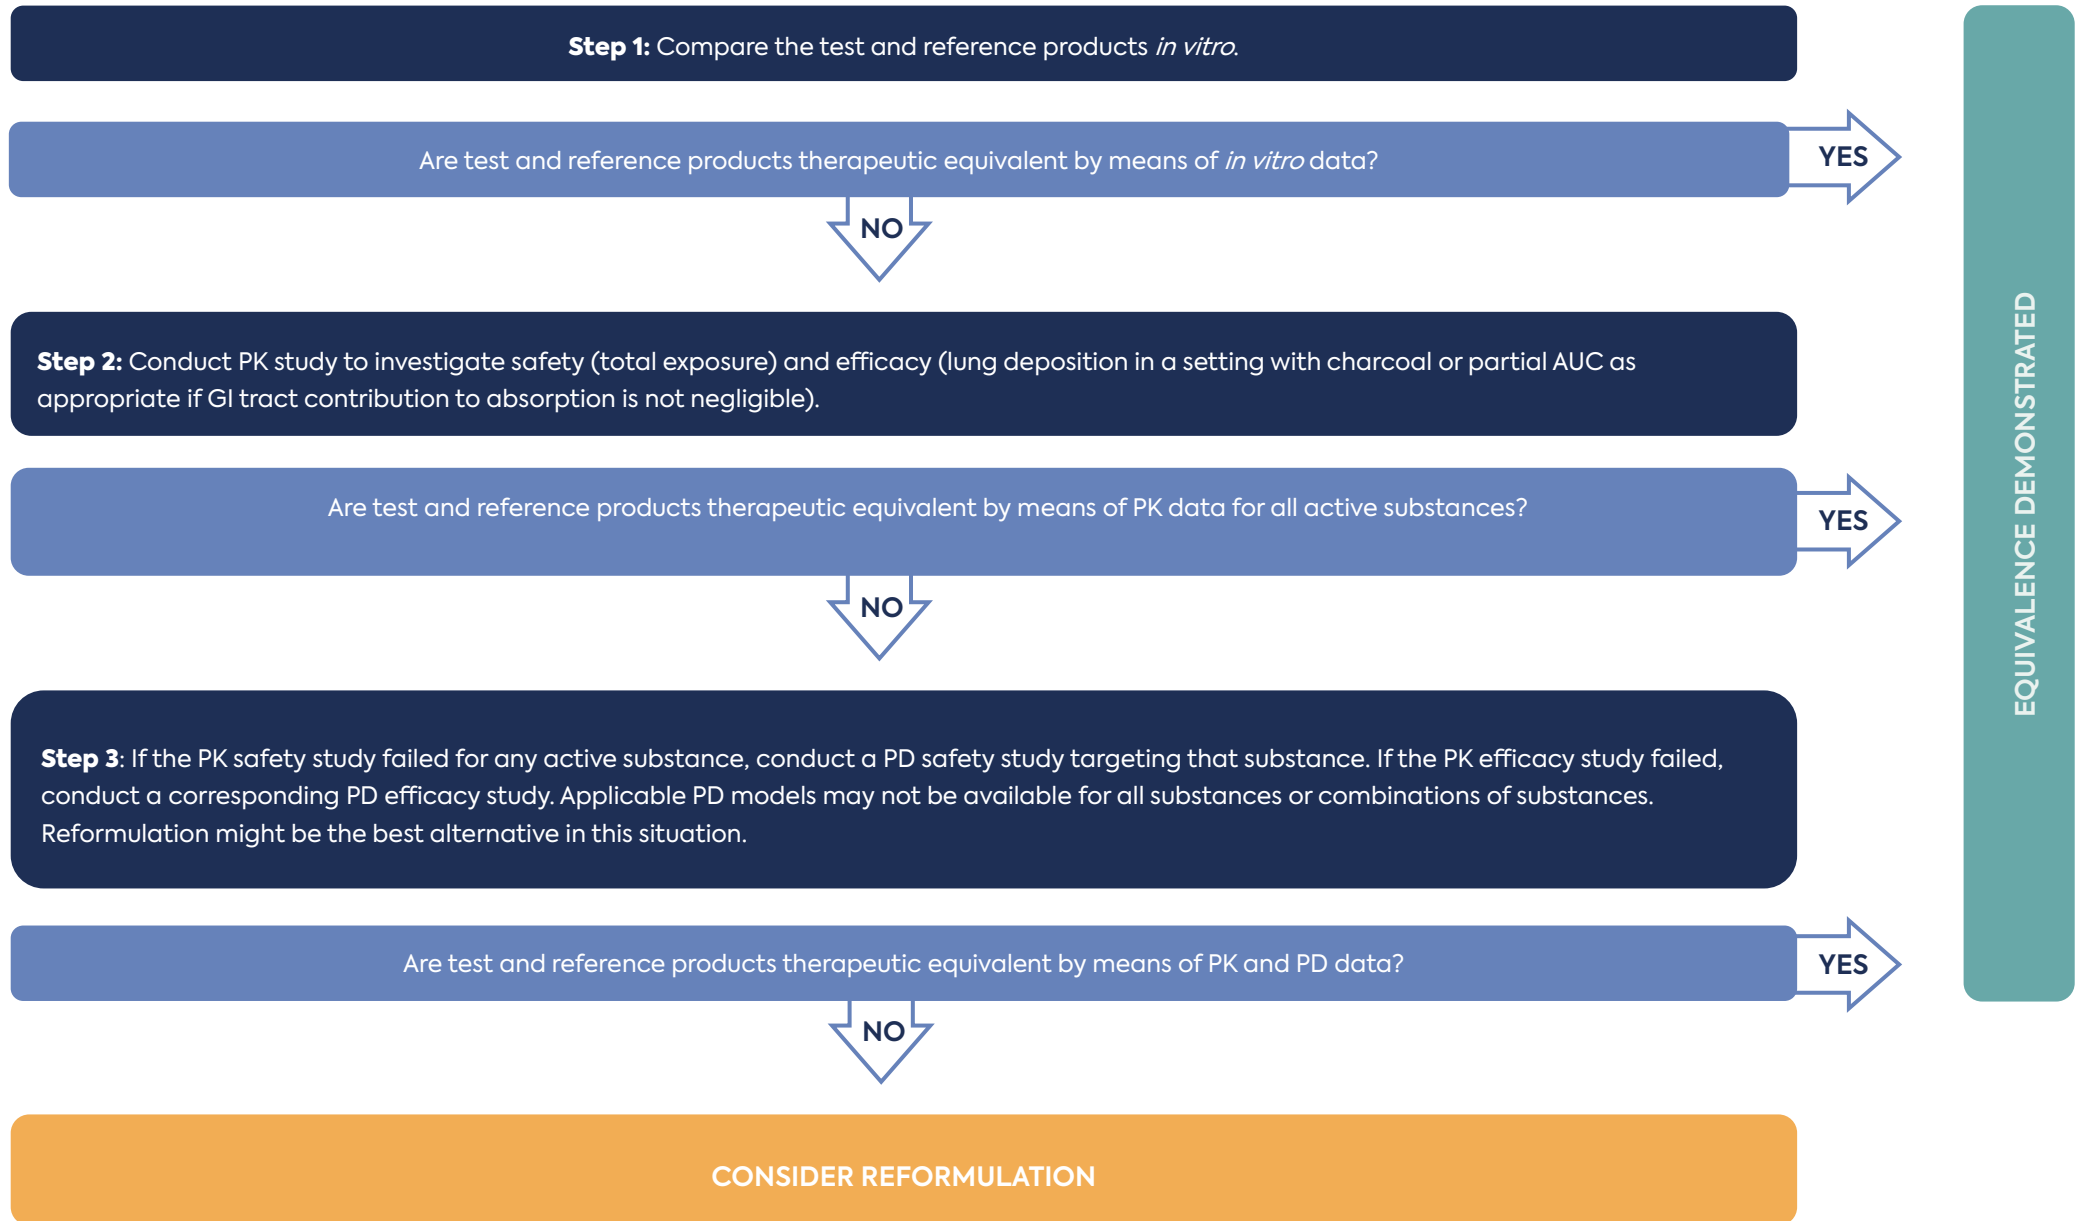 Step 1: Compare the test and reference products in vitro.
Are test and reference products therapeutic equivalent by means of in vitro data?
YES
NO
Step 2: Conduct PK study to investigate safety (total exposure) and efficacy (lung deposition in a setting with charcoal or partial AUC as
appropriate if GI tract contribution to absorption is not negligible).
Are test and reference products therapeutic equivalent by means of PK data for all active substances?
YES
NO
Step 3: If the PK safety study failed for any active substance, conduct a PD safety study targeting that substance. If the PK efficacy study failed,
conduct a corresponding PD efficacy study. Applicable PD models may not be available for all substances or combinations of substances.
Reformulation might be the best alternative in this situation.
Are test and reference products therapeutic equivalent by means of PK and PD data?
YES
NO
CONSIDER REFORMULATION
EQUIVALENCE DEMONSTRATED